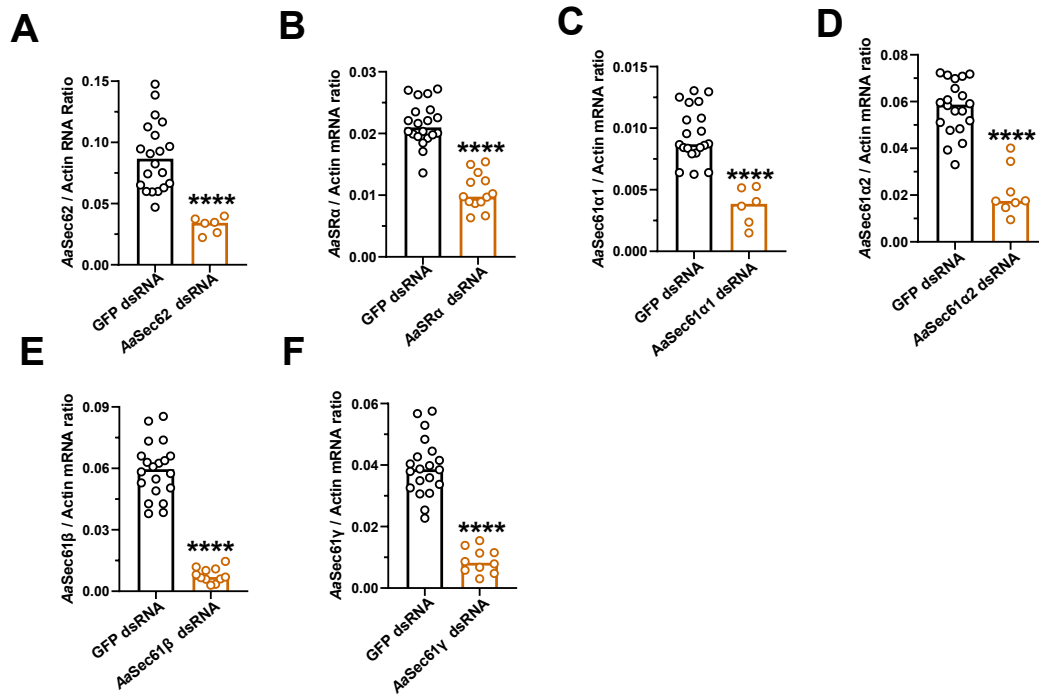 A
AaSec62 / Actin RNA Ratio
0.15
0.10
0.05
0.00
****
GFP dsRNA
AaSec62 dsRNA
B
AaSRα / Actin mRNA ratio
0.03
0.02
0.01
0.00
****
GFP dsRNA
AaSRα dsRNA
C
AaSec61α1 / Actin mRNA ratio
0.015
0.010
0.005
0.000
****
GFP dsRNA
AaSec61α1 dsRNA
D
AaSec61α2 / Actin mRNA ratio
0.08
0.06
0.04
0.02
0.00
****
GFP dsRNA
AaSec61α2 dsRNA
E
AaSec61β / Actin mRNA ratio
0.09
0.06
0.03
0.00
****
GFP dsRNA
AaSec61β dsRNA
F
AaSec61γ / Actin mRNA ratio
0.06
0.04
0.02
0.00
****
GFP dsRNA
AaSec61γ dsRNA